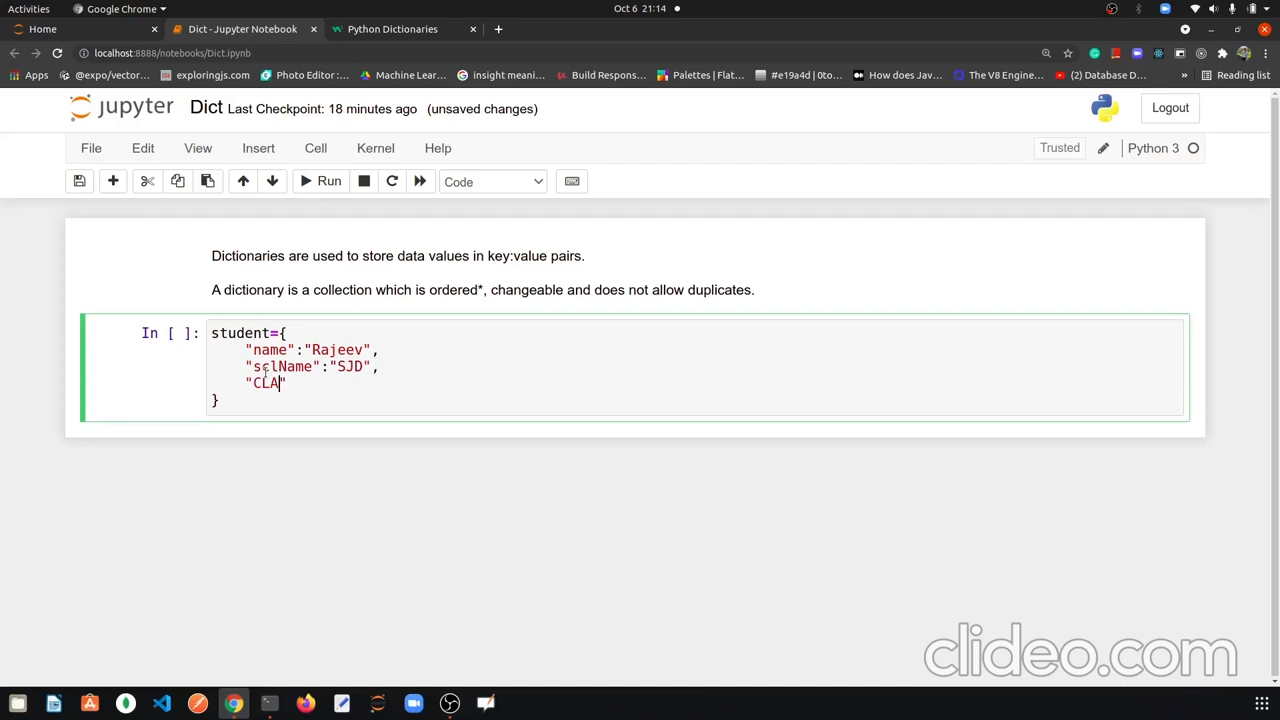 Activities
Google Chrome
Oct 6 21:14
Home
Dict - Jupyter Notebook
Python Dictionaries
localhost:8888/notebooks/Dict.ipynb
Apps
@expo/vector...
exploringjs.com
Photo Editor :...
Machine Lear...
insight meani...
Build Respons...
Palettes | Flat...
#e19a4d | 0to...
How does Jav...
The V8 Engine...
(2) Database D...
»
Reading list
jupyter
Dict Last Checkpoint: 18 minutes ago (unsaved changes)
Logout
File
Edit
View
Insert
Cell
Kernel
Help
Trusted
Python 3
Run
Code
Dictionaries are used to store data values in key:value pairs.
A dictionary is a collection which is ordered*, changeable and does not allow duplicates.
In [ ]:
student={
"name":"Rajeev",
"sclName":"SJD",
"CLA"
}
clideo.com